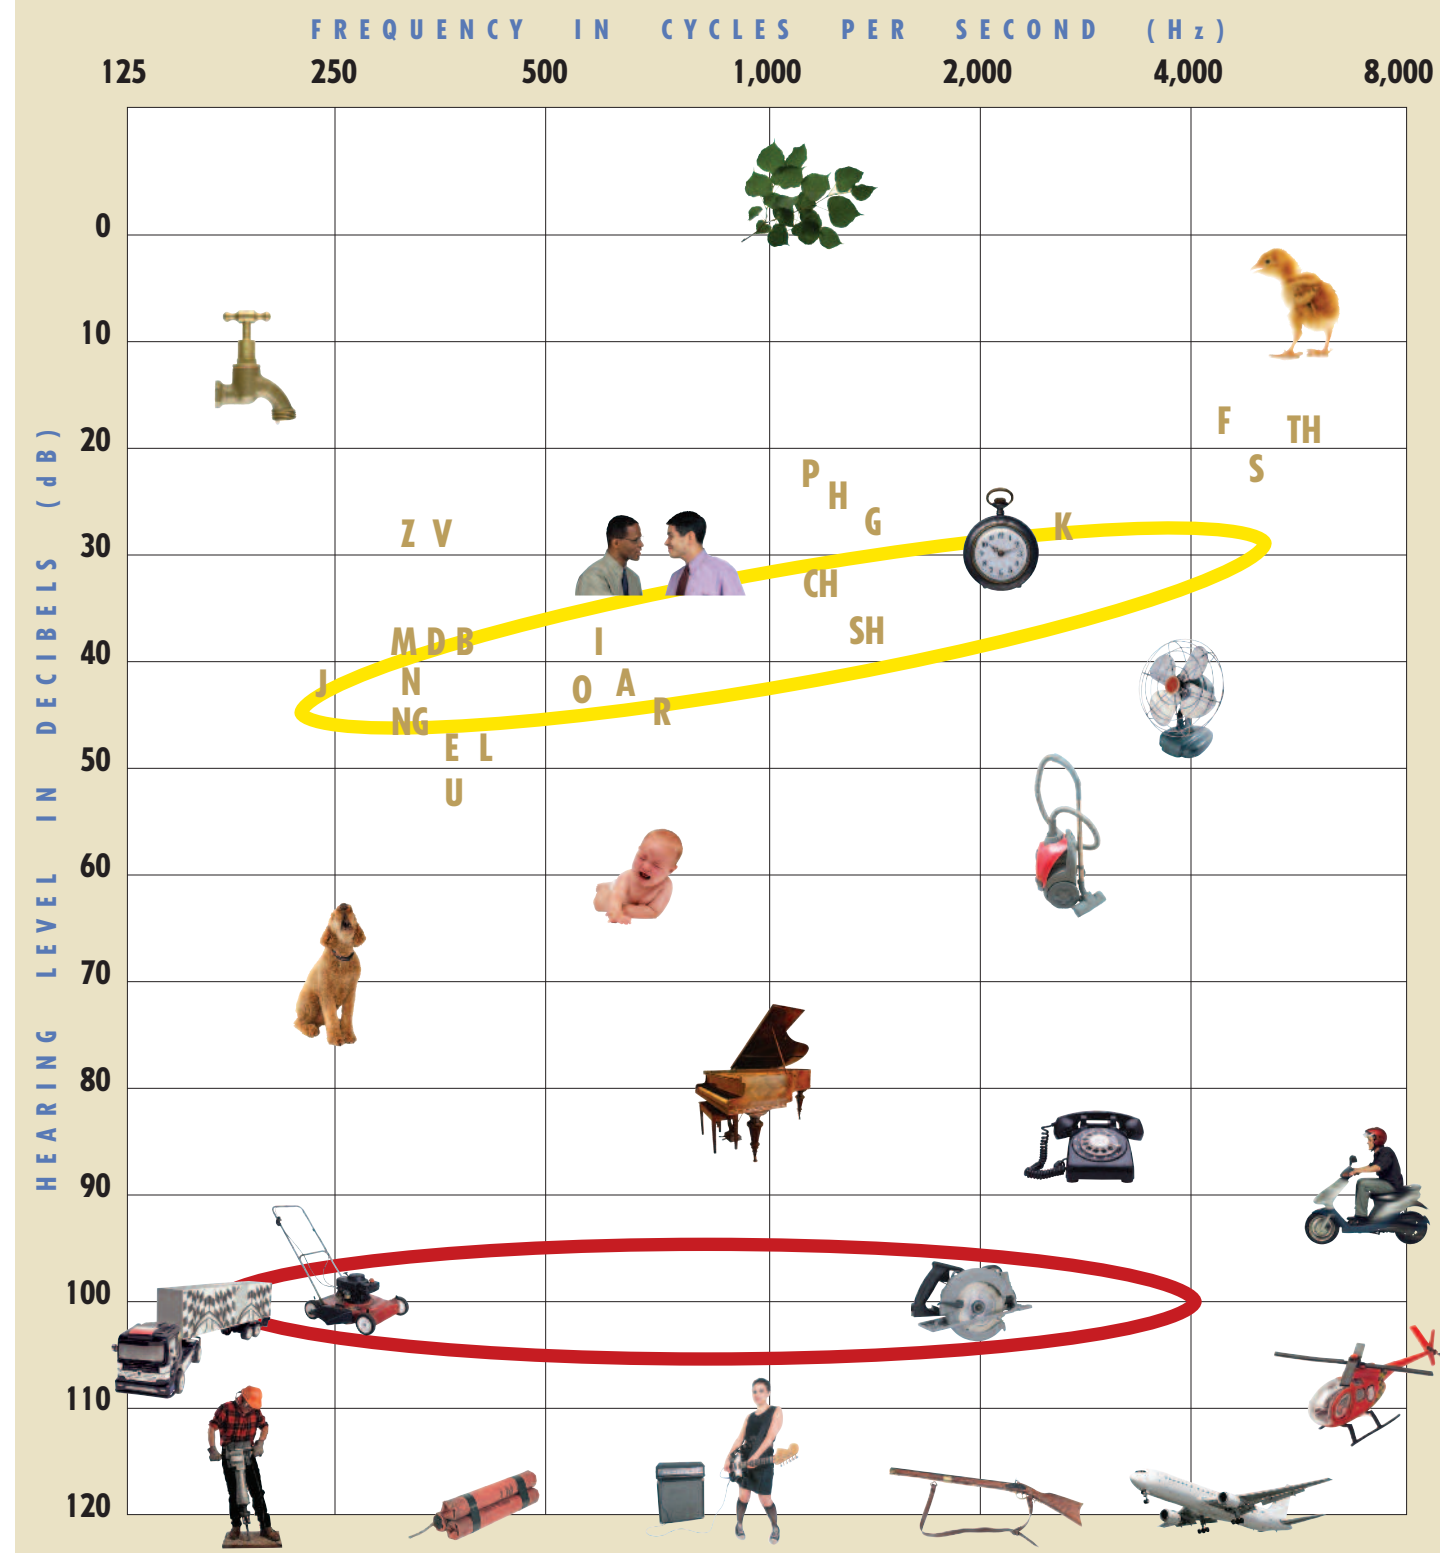 FREQUENCY IN CYCLES PER SECOND (Hz)
125 250 500 1,000 2,000 4,000 8,000
HEARING LEVEL IN DECIBELS (dB)
0
10
F TH
20
S
P
H
G K
Z V
30
CH
SH
M D B I
40
J N O A
R
NG
E L
50
U
60
70
80
90
100
110
120